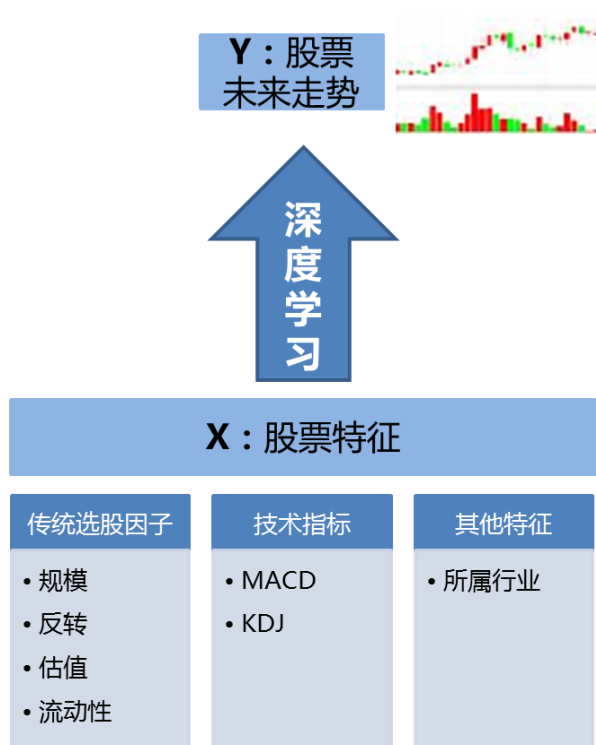 Y：股票
未来走势
深
度
学
习
X：股票特征
传统选股因子
• 规模
• 反转
• 估值
• 流动性
技术指标
• MACD
• KDJ
其他特征
• 所属行业